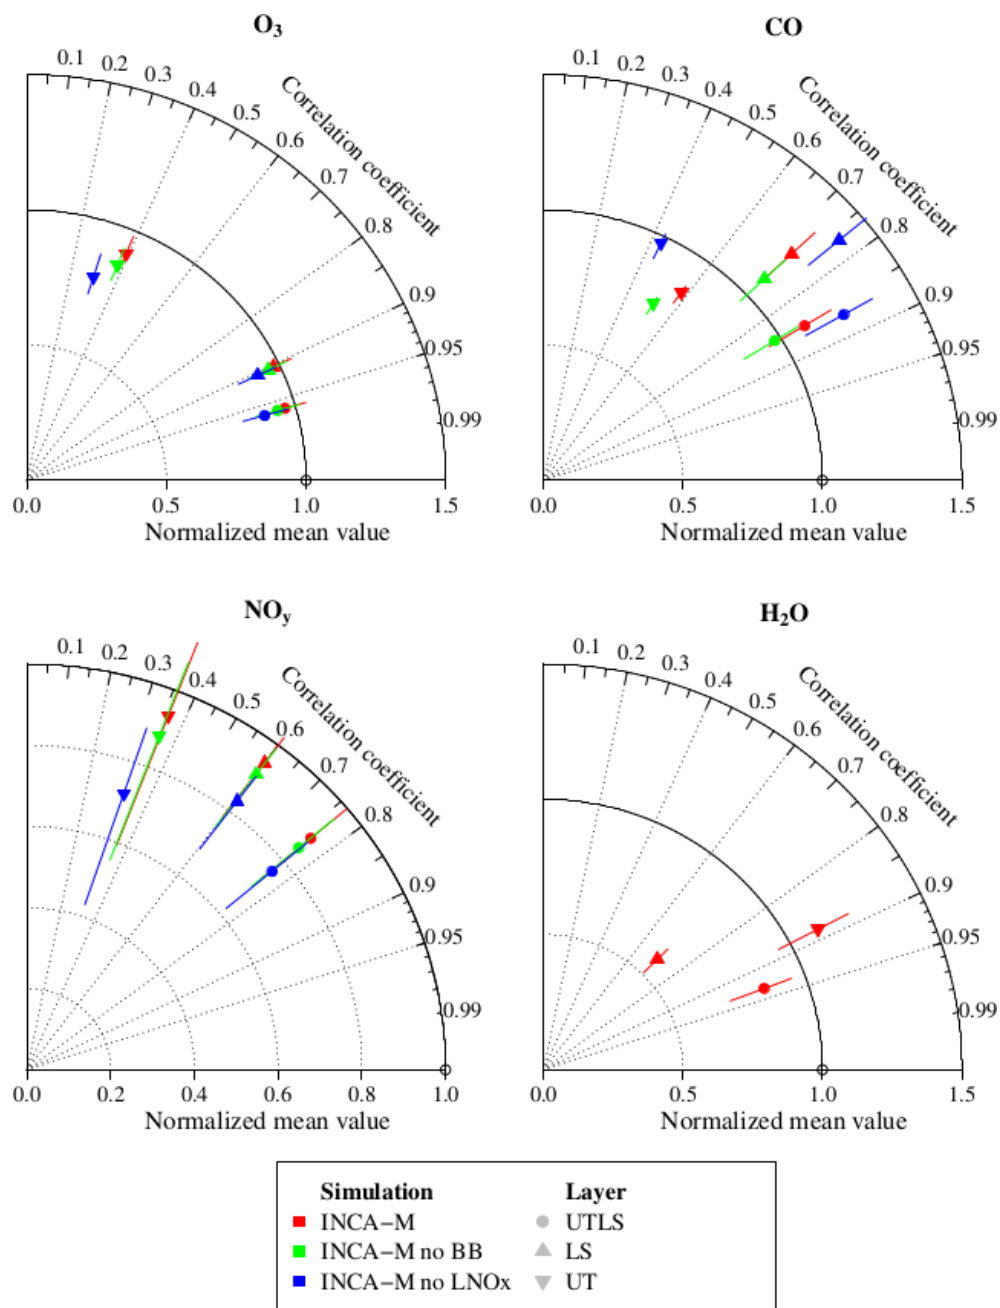 O₃
0.1
0.2
0.3
0.4
0.5
0.6
0.7
0.8
0.9
0.95
0.99
Correlation coefficient
0.0 0.5 1.0 1.5
Normalized mean value
CO
0.1
0.2
0.3
0.4
0.5
0.6
0.7
0.8
0.9
0.95
0.99
Correlation coefficient
0.0 0.5 1.0 1.5
Normalized mean value
NOy
0.1
0.2
0.3
0.4
0.5
0.6
0.7
0.8
0.9
0.95
0.99
Correlation coefficient
0.0 0.2 0.4 0.6 0.8 1.0
Normalized mean value
H₂O
0.1
0.2
0.3
0.4
0.5
0.6
0.7
0.8
0.9
0.95
0.99
Correlation coefficient
0.0 0.5 1.0 1.5
Normalized mean value
Simulation Layer
INCA−M UTLS
INCA−M no BB LS
INCA−M no LNOx UT